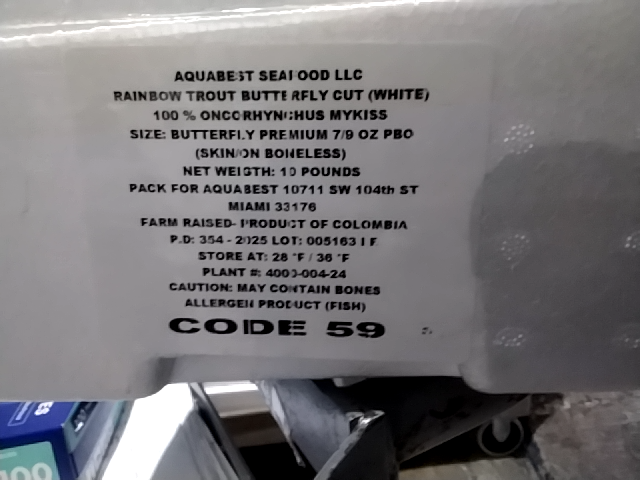 AQUABEST SEAFOOD LLC
RAINBOW TROUT BUTTERFLY CUT (WHITE)
100 % ONCORHYNCHUS MYKISS
SIZE: BUTTERFLY PREMIUM 7/9 OZ PBO
(SKIN/ON BONELESS)
NET WEIGTH: 10 POUNDS
PACK FOR AQUABEST 10711 SW 104th ST
MIAMI 33176
FARM RAISED- PRODUCT OF COLOMBIA
P.D: 354 - 2025 LOT: 005163
STORE AT: 28 °F / 36 °F
PLANT #: 4000-004-24
CAUTION: MAY CONTAIN BONES
ALLERGEN PRODUCT (FISH)
CODE 59